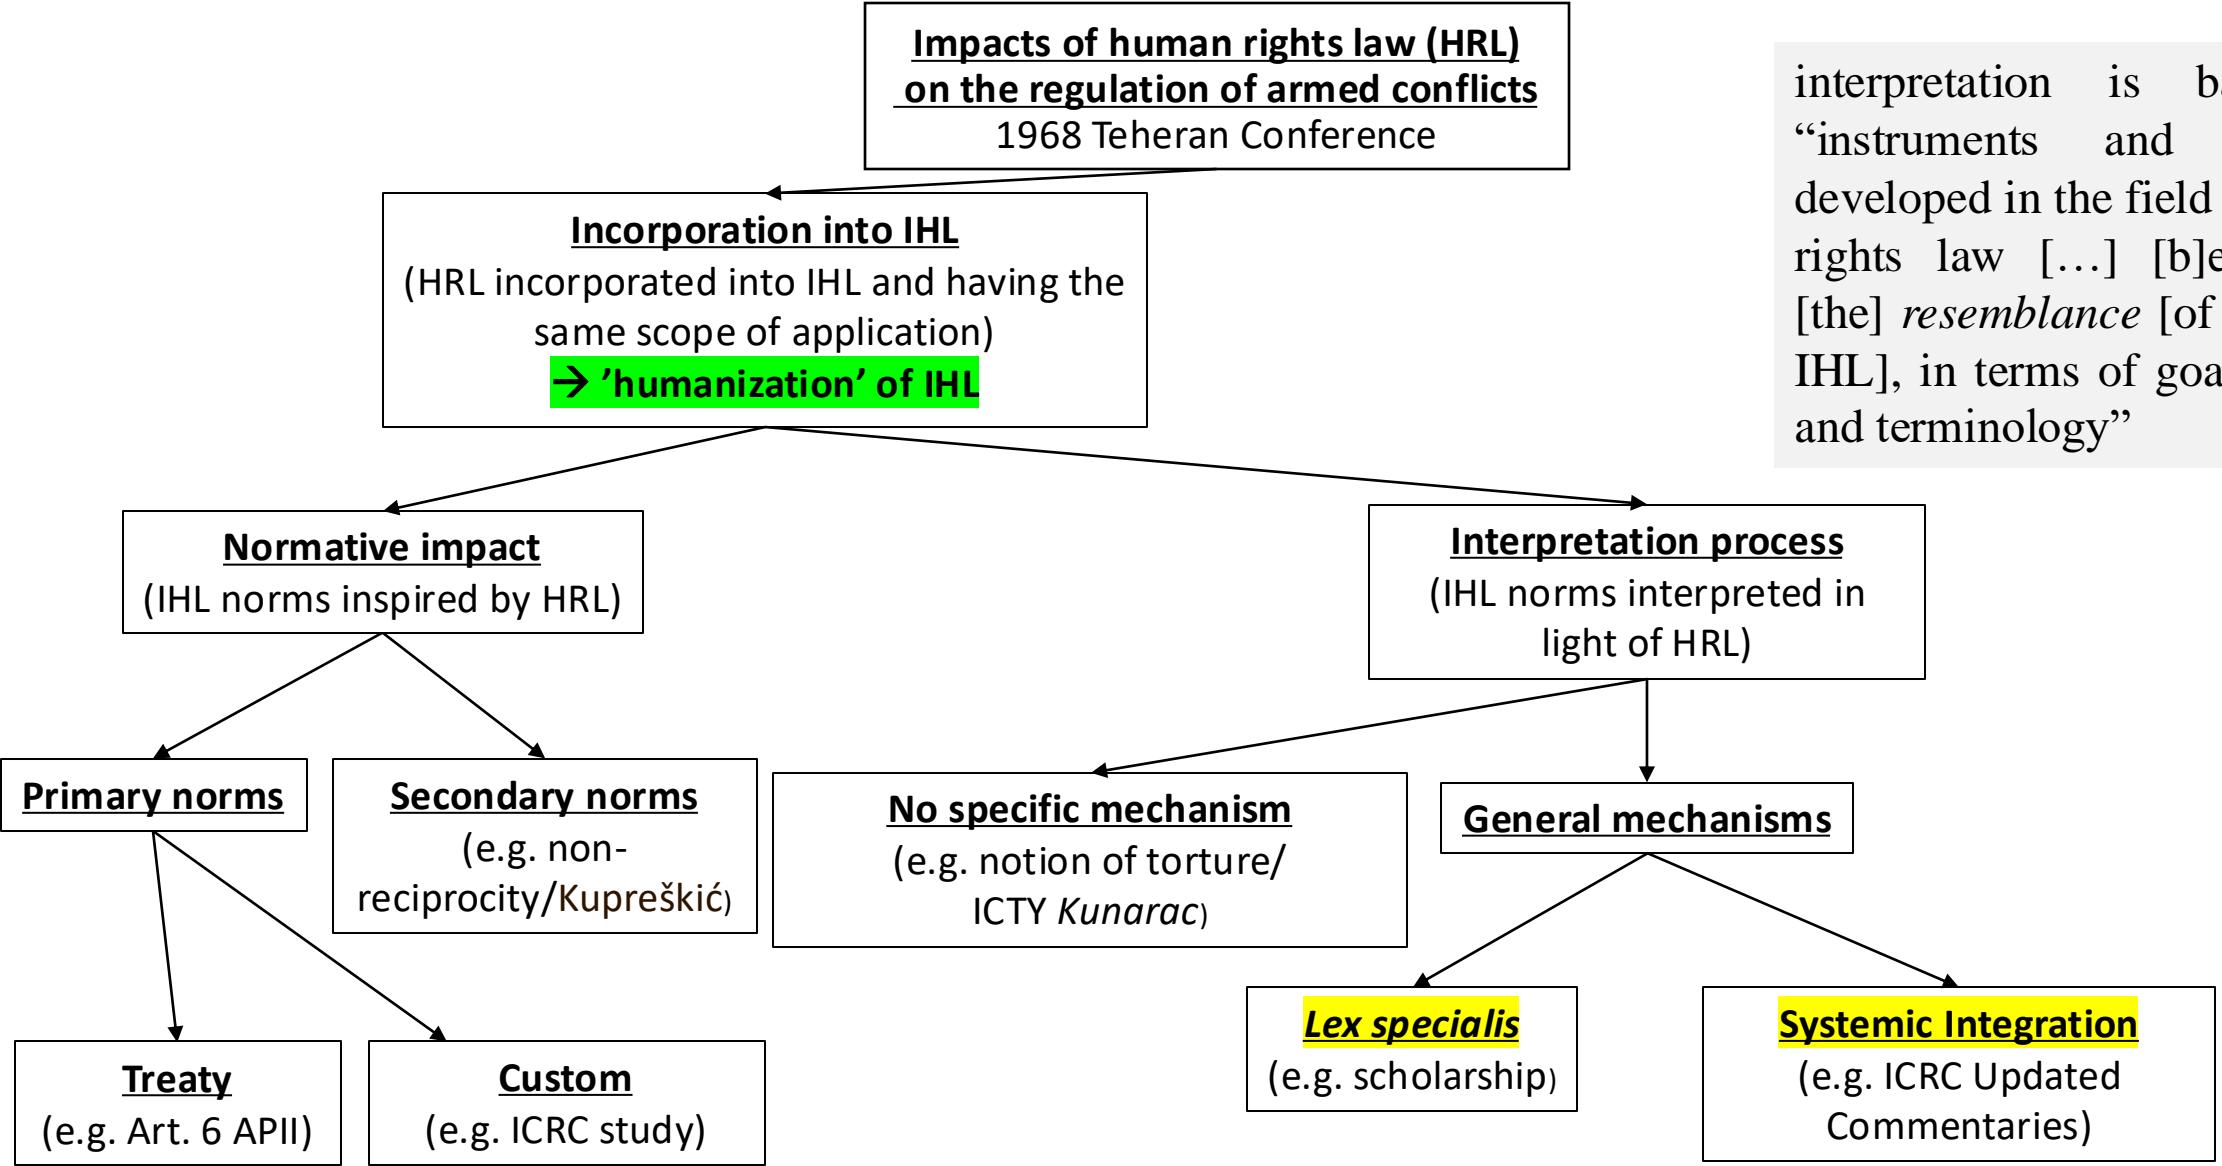 Impacts of human rights law (HRL)
on the regulation of armed conflicts
1968 Teheran Conference
interpretation is
“instruments and
developed in the field
rights law […]
[the] resemblance [of
IHL], in terms of
and terminology”
Incorporation into IHL
(HRL incorporated into IHL and having the
same scope of application)
→ ’humanization’ of IHL
Normative impact
(IHL norms inspired by HRL)
Interpretation process
(IHL norms interpreted in
light of HRL)
Primary norms
Secondary norms
(e.g. non-
reciprocity/Kupreškić)
No specific mechanism
(e.g. notion of torture/
ICTY Kunarac)
General mechanisms
Treaty
(e.g. Art. 6 APII)
Custom
(e.g. ICRC study)
Lex specialis
(e.g. scholarship)
Systemic Integration
(e.g. ICRC Updated
Commentaries)